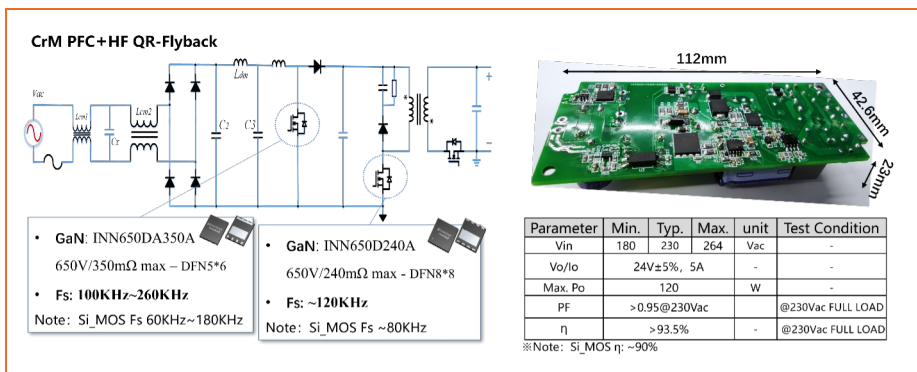 CrM PFC+HF QR-Flyback
Vac
Lcm1
Cx
Lcm2
C2
Ldm
C3
• GaN: INN650DA350A
650V/350mΩ max – DFN5*6
• Fs: 100KHz~260KHz
Note: Si_MOS Fs 60KHz~180KHz
• GaN: INN650D240A
650V/240mΩ max - DFN8*8
• Fs: ~120KHz
Note: Si_MOS Fs ~80KHz
112mm
42.6mm
23mm
Parameter Min. Typ. Max. unit Test Condition
Vin 180 230 264 Vac -
Vo/Io 24V±5%, 5A - -
Max. Po 120 W -
PF >0.95@230Vac @230Vac FULL LOAD
η >93.5% - @230Vac FULL LOAD
※Note: Si_MOS η: ~90%